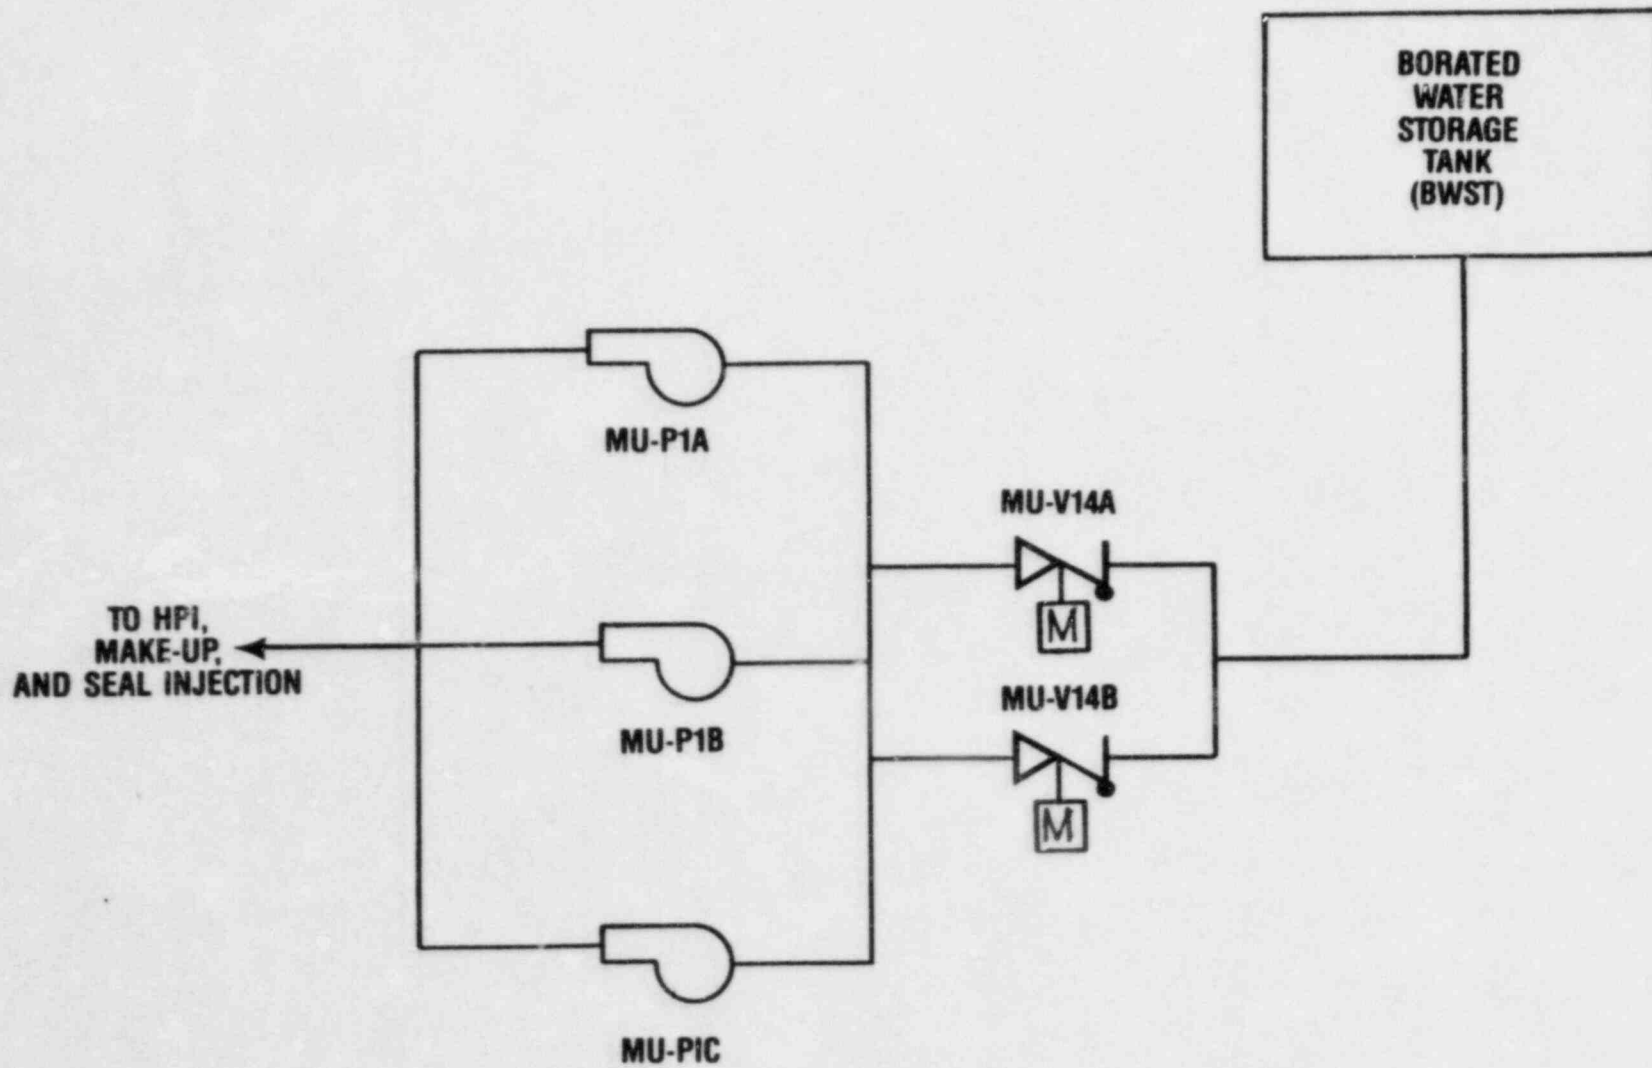 BORATED
WATER
STORAGE
TANK
(BWST)
MU-P1A
MU-V14A
M
TO HPI,
MAKE-UP,
AND SEAL INJECTION
MU-P1B
MU-V14B
M
MU-PIC